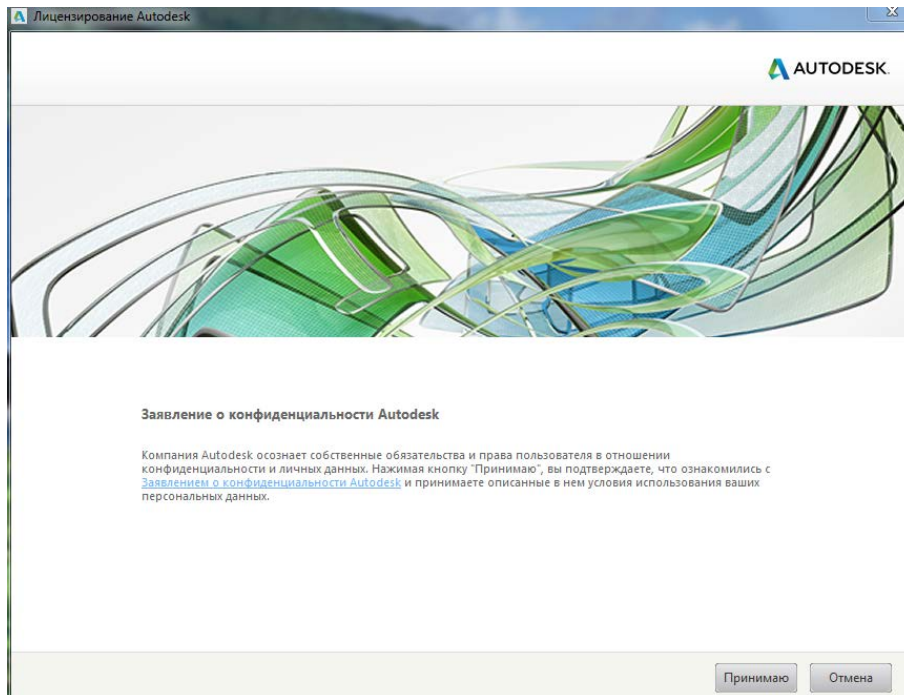 Лицензирование Autodesk
AUTODESK.
Заявление о конфиденциальности Autodesk
Компания Autodesk осознает собственные обязательства и права пользователя в отношении
конфиденциальности и личных данных. Нажимая кнопку "Принимаю", вы подтверждаете, что ознакомились с
Заявлением о конфиденциальности Autodesk и принимаете описанные в нем условия использования ваших
персональных данных.
Принимаю Отмена